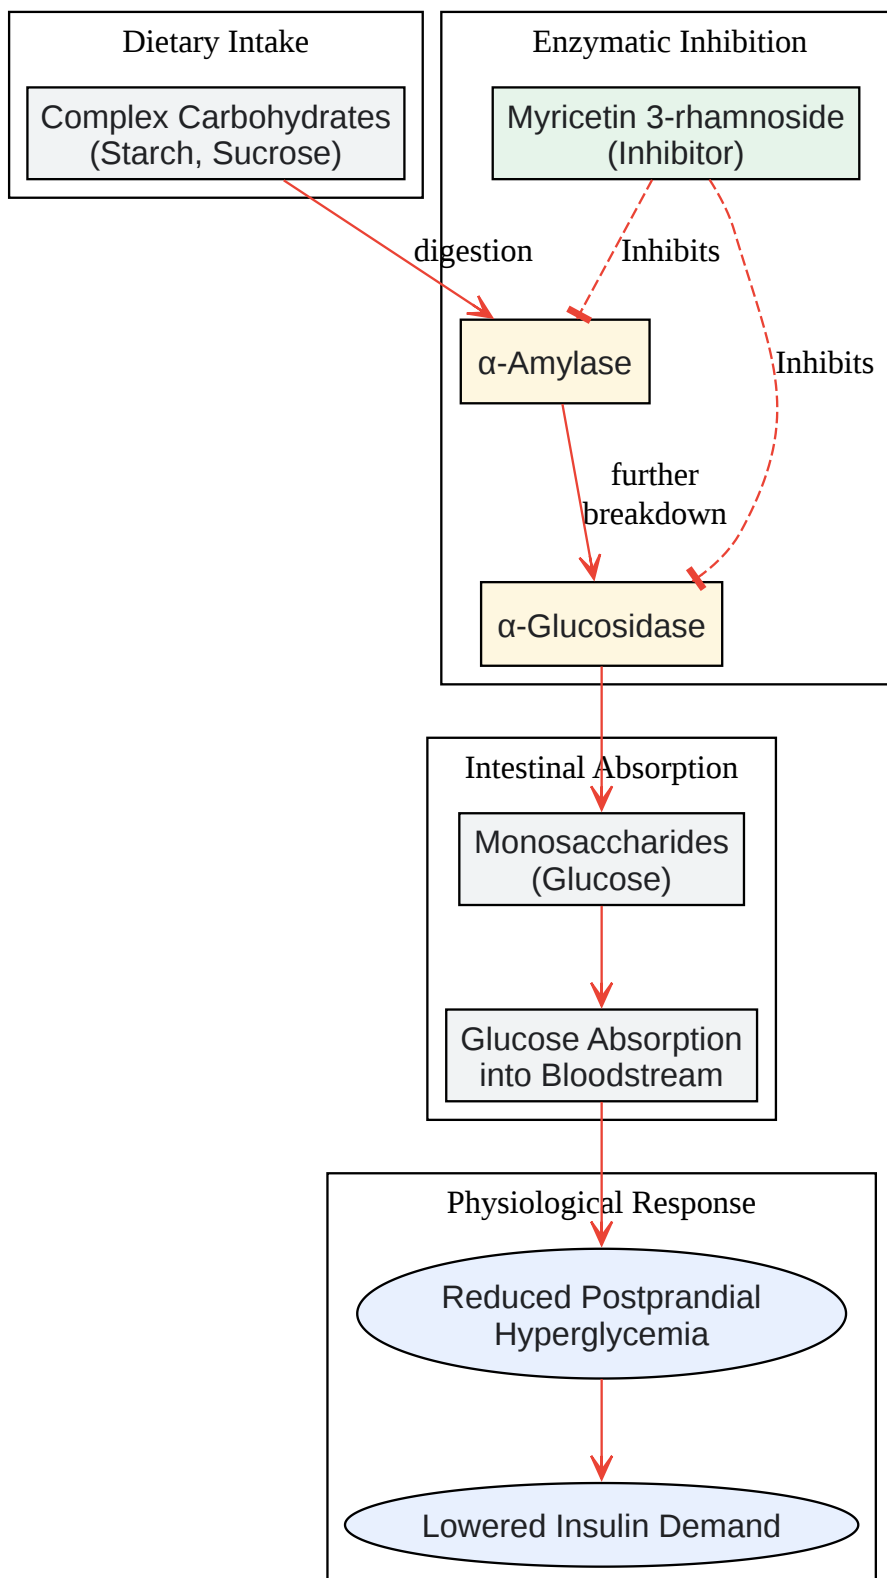 Dietary Intake
Complex Carbohydrates
(Starch, Sucrose)
Enzymatic Inhibition
Myricetin 3-rhamnoside
(Inhibitor)
digestion
Inhibits
α-Amylase
Inhibits
further
breakdown
α-Glucosidase
Intestinal Absorption
Monosaccharides
(Glucose)
Glucose Absorption
into Bloodstream
Physiological Response
Reduced Postprandial
Hyperglycemia
Lowered Insulin Demand